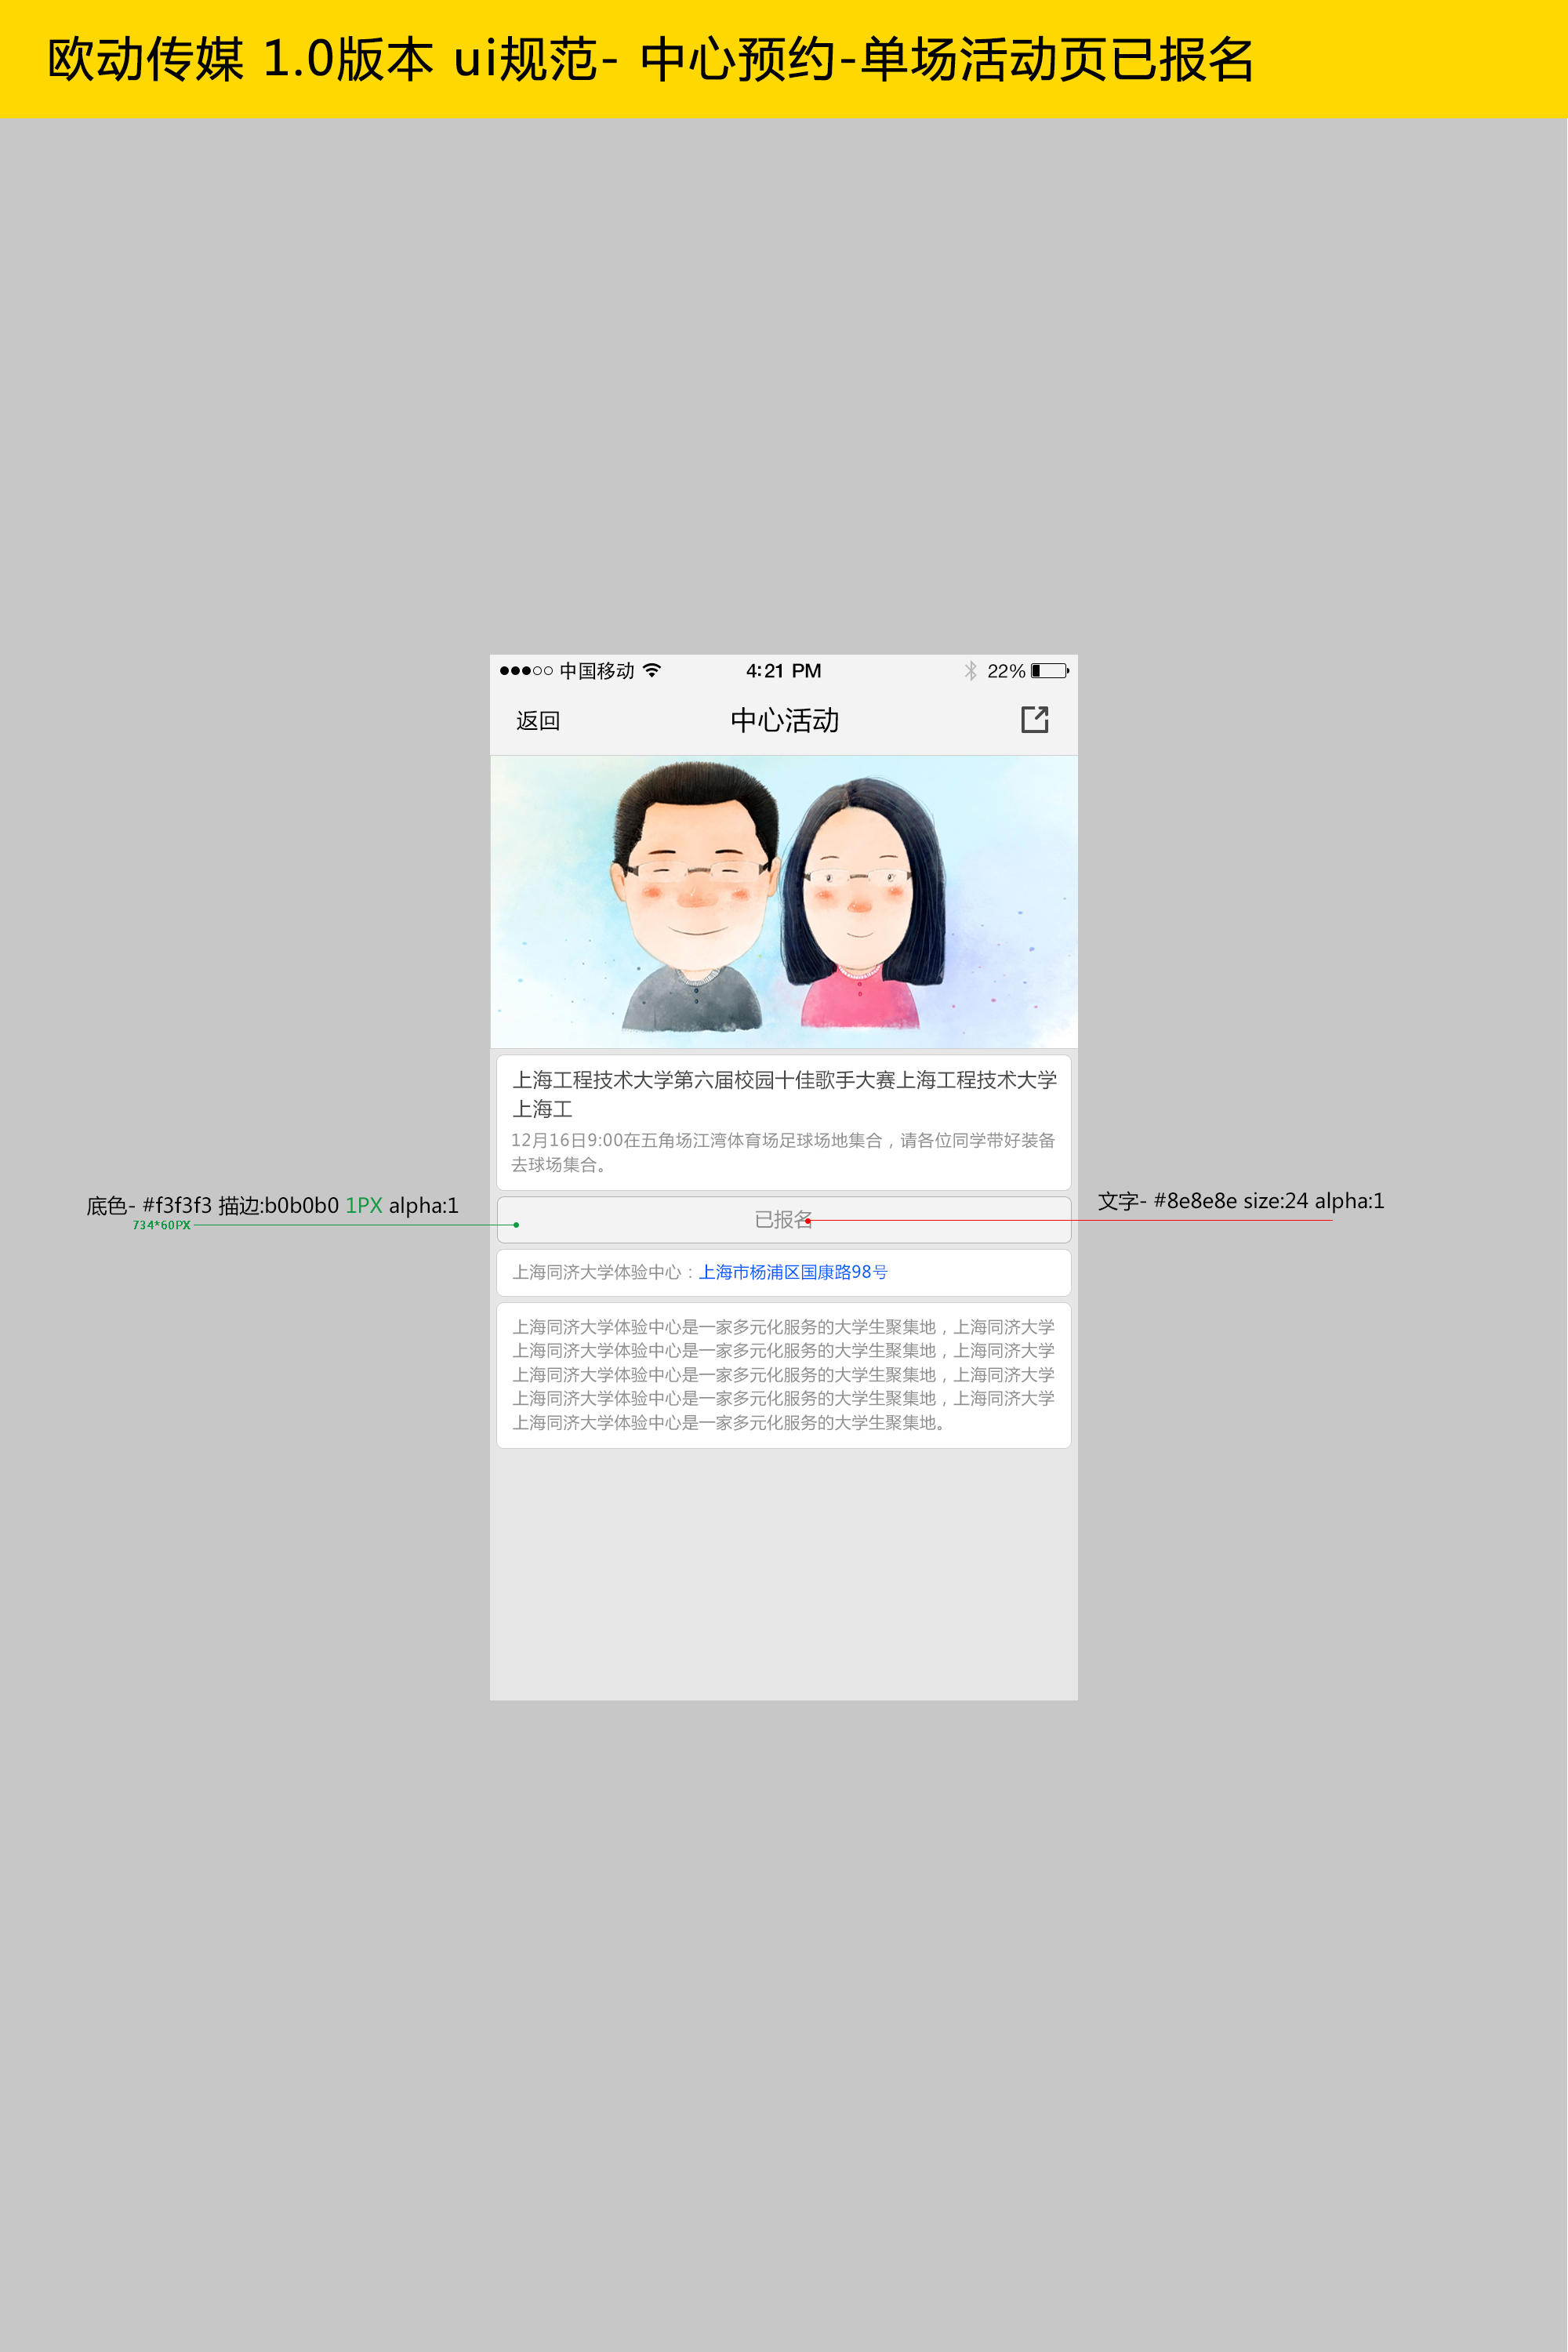 欧动传媒 1.0版本 ui规范- 中心预约-单场活动页已报名
中国移动 4:21 PM 22%
返回 中心活动
上海工程技术大学第六届校园十佳歌手大赛上海工程技术大学
上海工
12月16日9:00在五角场江湾体育场足球场地集合，请各位同学带好装备
去球场集合。
底色- #f3f3f3 描边:b0b0b0 1PX alpha:1
734*60PX
已报名
文字- #8e8e8e size:24 alpha:1
上海同济大学体验中心：上海市杨浦区国康路98号
上海同济大学体验中心是一家多元化服务的大学生聚集地，上海同济大学
上海同济大学体验中心是一家多元化服务的大学生聚集地，上海同济大学
上海同济大学体验中心是一家多元化服务的大学生聚集地，上海同济大学
上海同济大学体验中心是一家多元化服务的大学生聚集地，上海同济大学
上海同济大学体验中心是一家多元化服务的大学生聚集地。